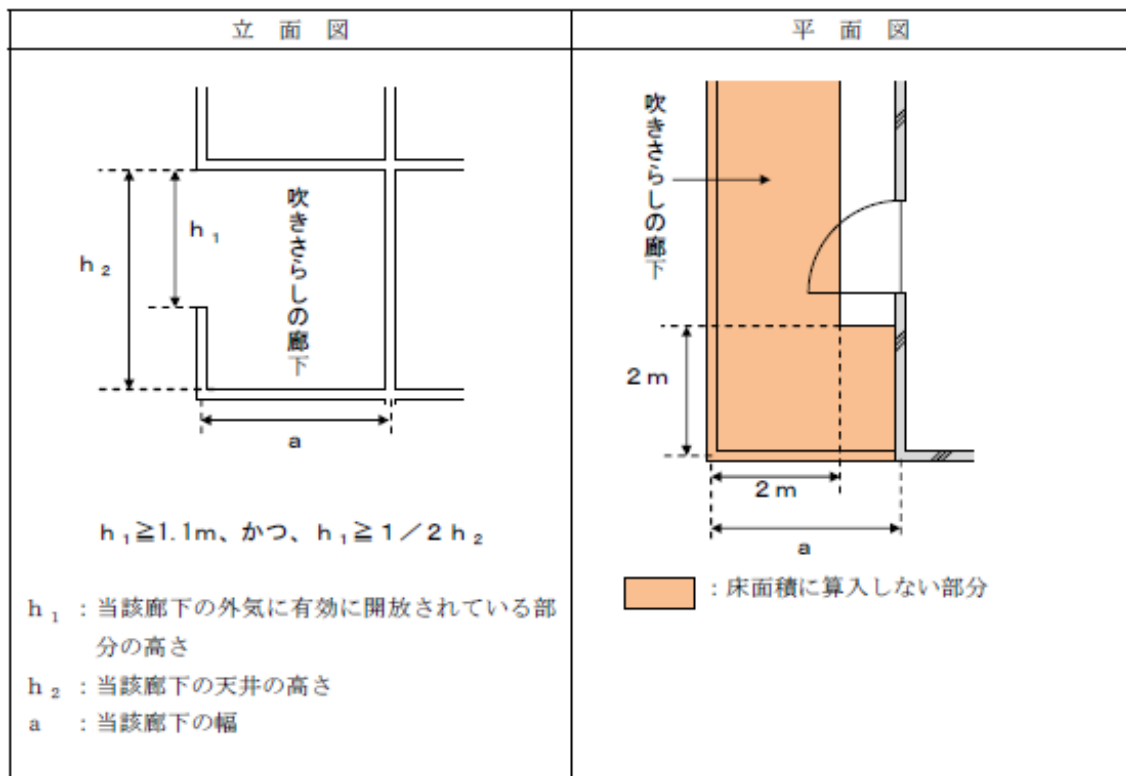 立面図
平面図
吹きさらしの廊下
h₁
h₂
a
h₁≧1.1m、かつ、h₁≧1/2h₂
h₁:当該廊下の外気に有効に開放されている部
分の高さ
h₂:当該廊下の天井の高さ
a:当該廊下の幅
吹きさらしの廊下
2m
2m
a
:床面積に算入しない部分